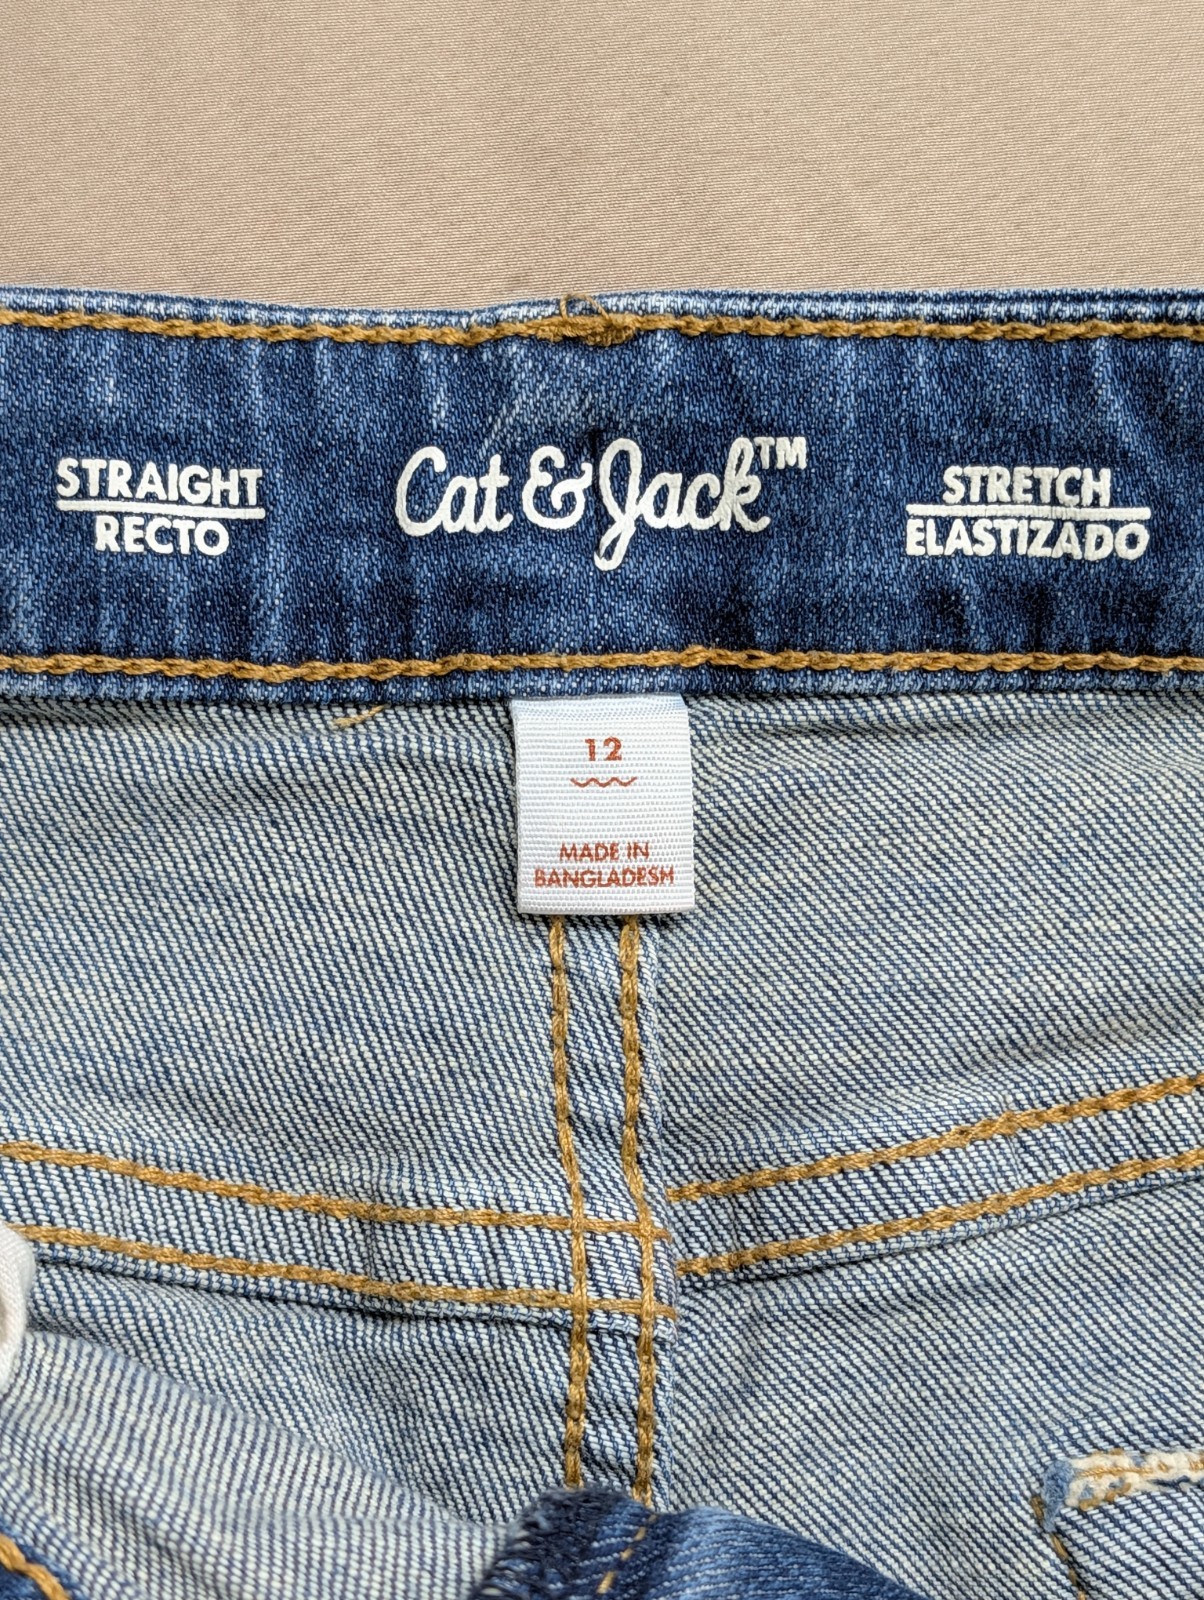 STRAIGHT
RECTO
Cat & Jack™
STRETCH
ELASTIZADO
12
MADE IN
BANGLADESH